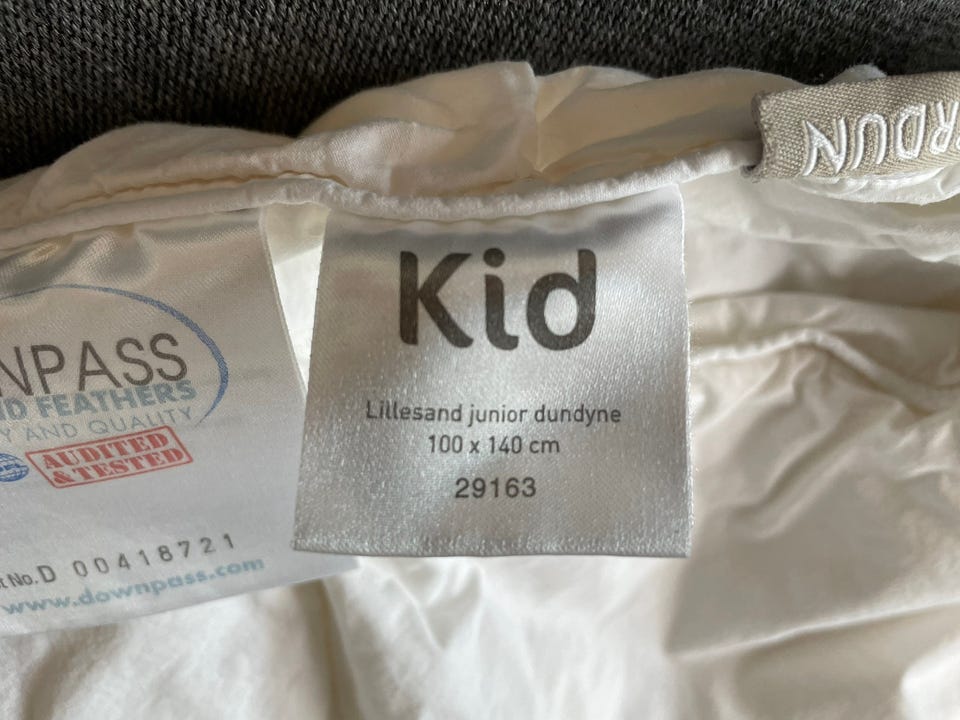 NPASS
ND FEATHERS
Y AND QUALITY
AUDITED
& TESTED
t No. D 00418721
www.downpass.com
Kid
Lillesand junior dundyne
100 x 140 cm
29163
RDUN